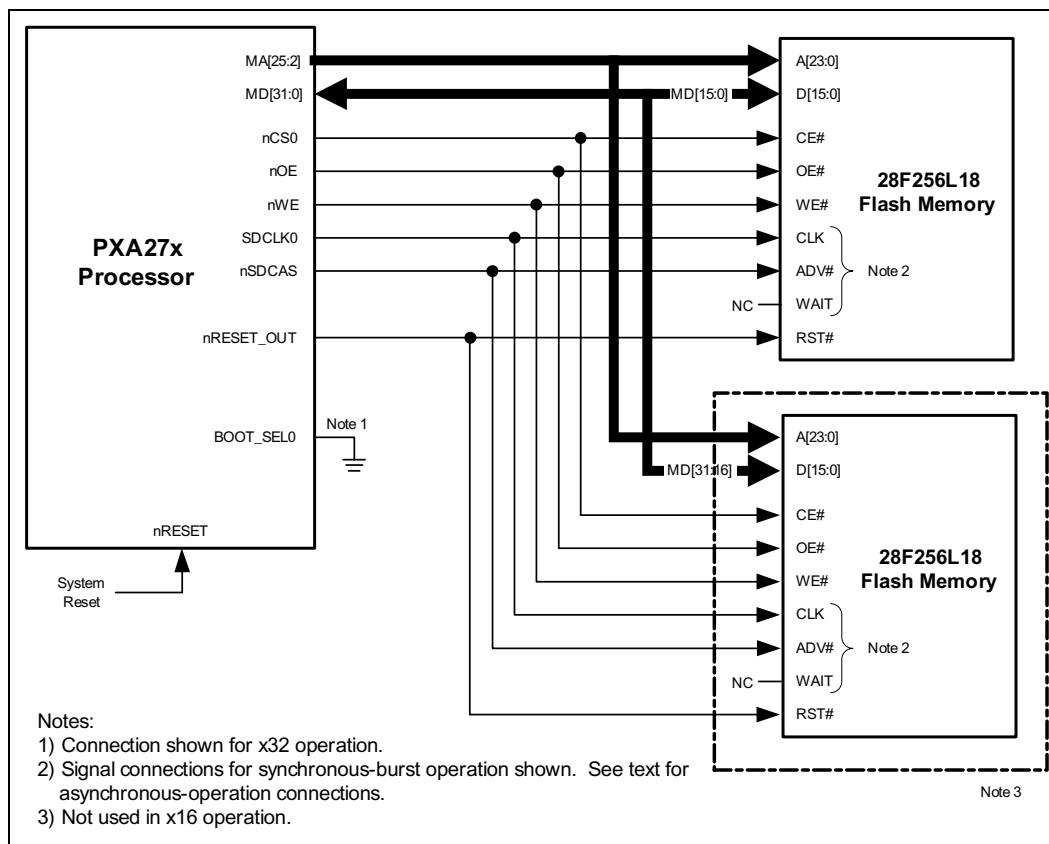 MA[25:2]
MD[31:0]
nCS0
nOE
nWE
SDCLK0
nSDCAS
nRESET_OUT
BOOT_SEL0
nRESET
PXA27x
Processor
Note 1
System
Reset
MD[15:0]
NC
A[23:0]
D[15:0]
CE#
OE#
WE#
CLK
ADV#
WAIT
RST#
Note 2
28F256L18
Flash Memory
MD[31:16]
NC
A[23:0]
D[15:0]
CE#
OE#
WE#
CLK
ADV#
WAIT
RST#
Note 2
28F256L18
Flash Memory
Note 3
Notes:
1) Connection shown for x32 operation.
2) Signal connections for synchronous-burst operation shown. See text for
asynchronous-operation connections.
3) Not used in x16 operation.